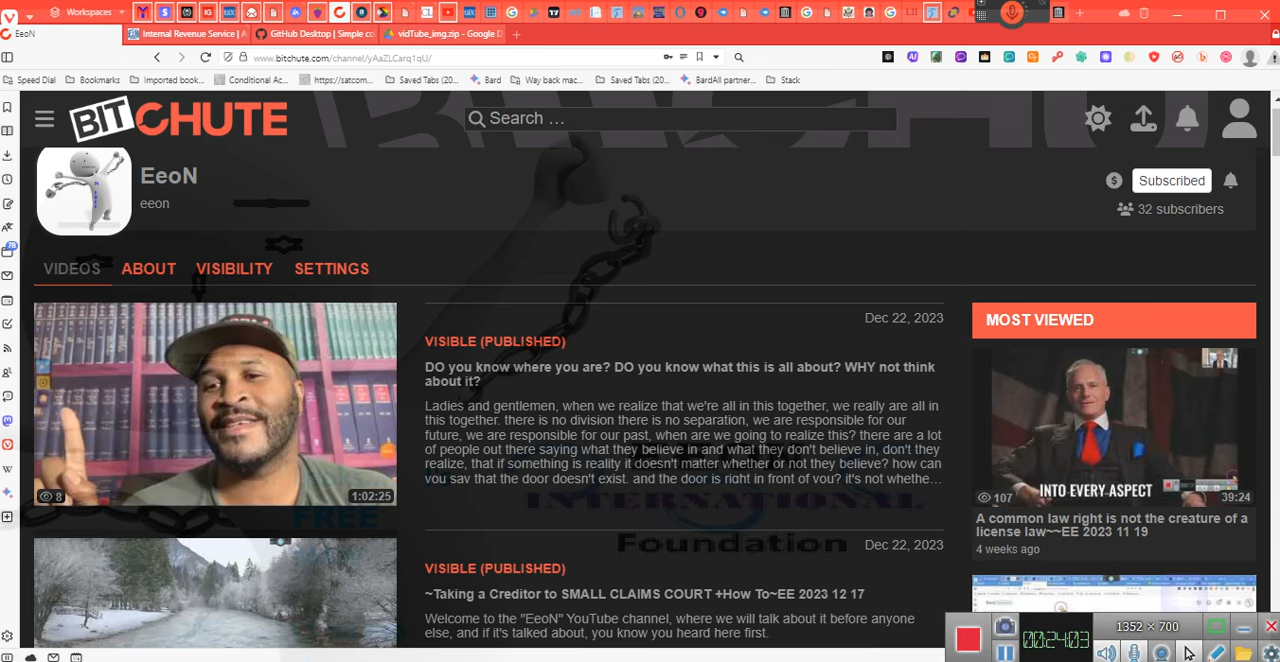 Workspaces
EeoN
Internal Revenue Service | A
GitHub Desktop | Simple co
vidTube_img.zip - Google D
www.bitchute.com/channel/yAaZLCarq1qU/
Speed Dial
Bookmarks
Imported book...
Conditional Ac...
https://satcom...
Saved Tabs (20...
Bard
Way back mac...
Saved Tabs (20...
BardAll partner...
Stack
BITCHUTE
Search ...
EeoN
eeon
Subscribed
32 subscribers
VIDEOS
ABOUT
VISIBILITY
SETTINGS
Dec 22, 2023
VISIBLE (PUBLISHED)
DO you know where you are? DO you know what this is all about? WHY not think
about it?
Ladies and gentlemen, when we realize that we're all in this together, we really are all in
this together. there is no division there is no separation, we are responsible for our
future, we are responsible for our past, when are we going to realize this? there are a lot
of people out there saying what they believe in and what they don't believe in, don't they
realize, that if something is reality it doesn't matter whether or not they believe? how can
you say that the door doesn't exist. and the door is right in front of you? it's not whethe...
8
1:02:25
FREE
INTERNATIONAL
Foundation
MOST VIEWED
INTO EVERY ASPECT
107
39:24
A common law right is not the creature of a
license law~~EE 2023 11 19
4 weeks ago
Dec 22, 2023
VISIBLE (PUBLISHED)
~Taking a Creditor to SMALL CLAIMS COURT +How To~EE 2023 12 17
Welcome to the "EeoN" YouTube channel, where we will talk about it before anyone
else, and if it's talked about, you know you heard here first.
00:24:03
1352 × 700